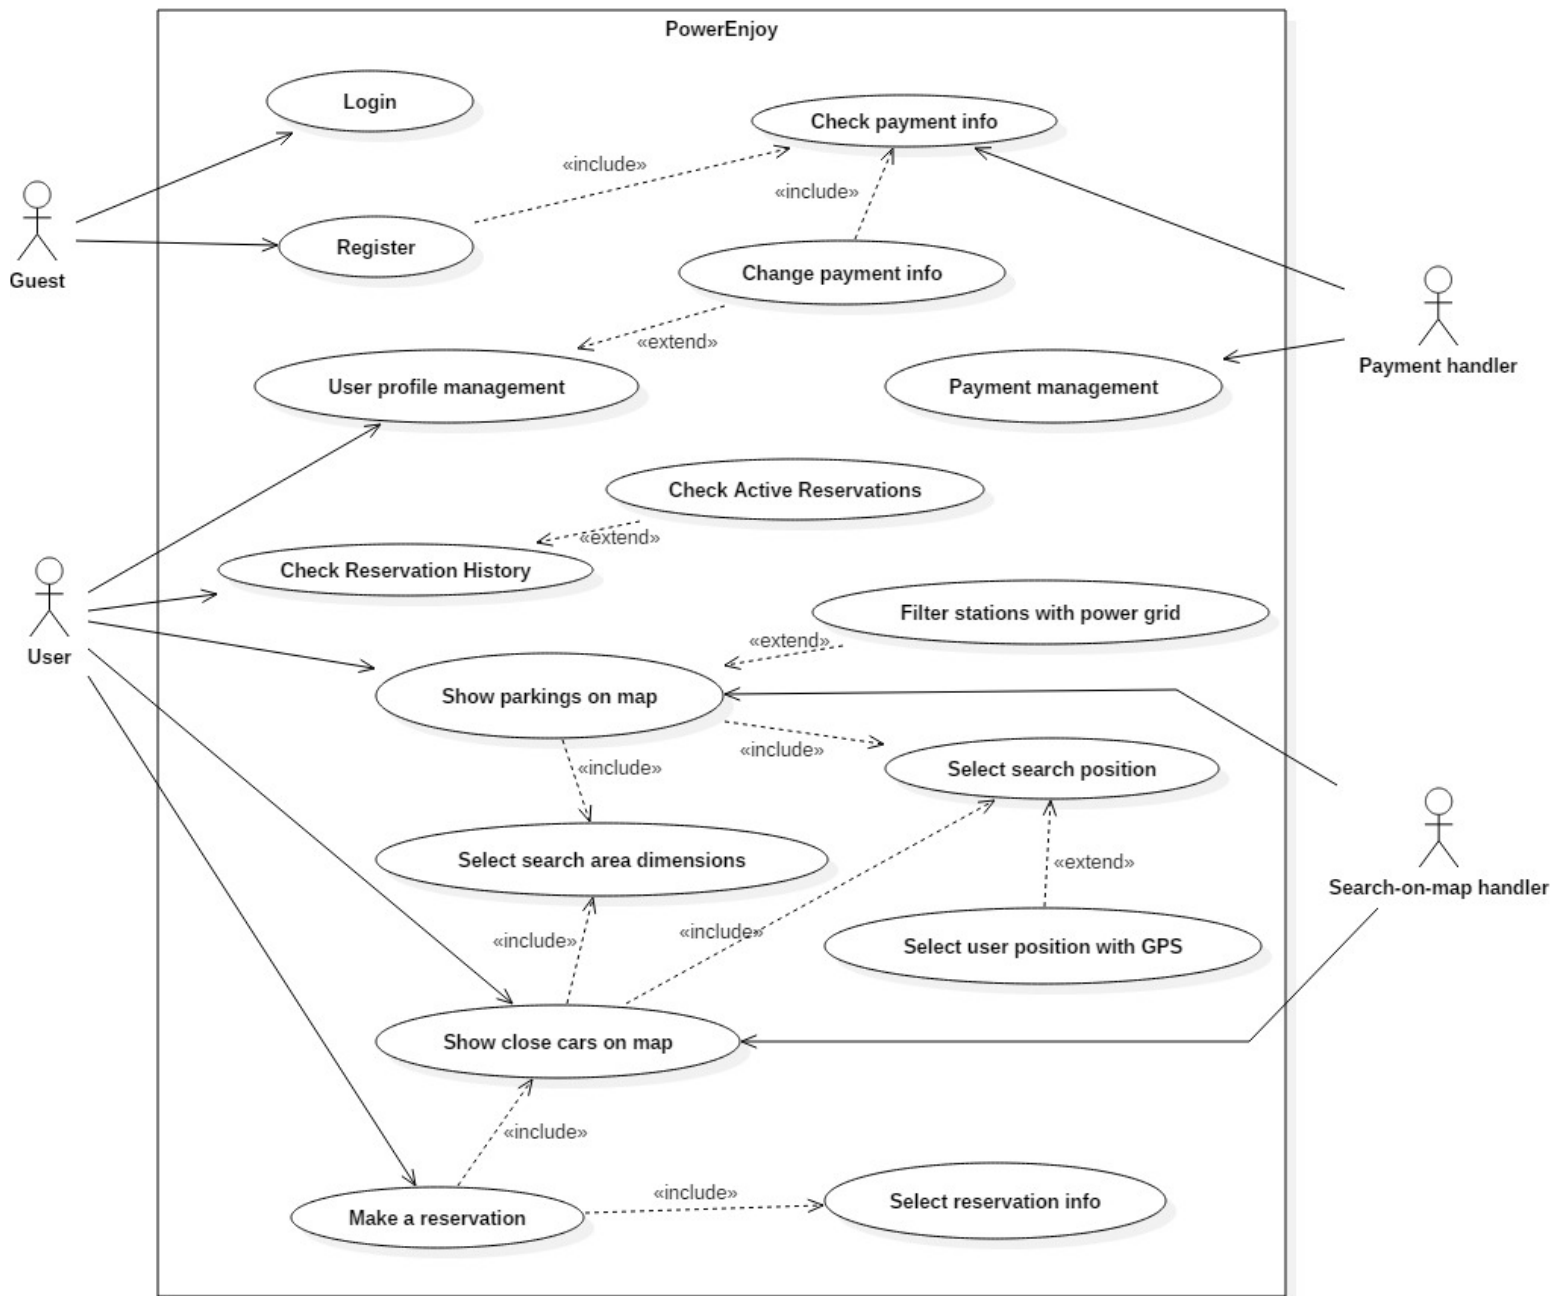 PowerEnjoy
Login
Check payment info
«include»
«include»
Register
Guest
Change payment info
«extend»
Payment handler
User profile management
Payment management
Check Active Reservations
«extend»
Check Reservation History
Filter stations with power grid
«extend»
User
Show parkings on map
«include»
«include»
Select search position
Select search area dimensions
«extend»
Search-on-map handler
«include»
«include»
Select user position with GPS
Show close cars on map
«include»
«include»
Select reservation info
Make a reservation